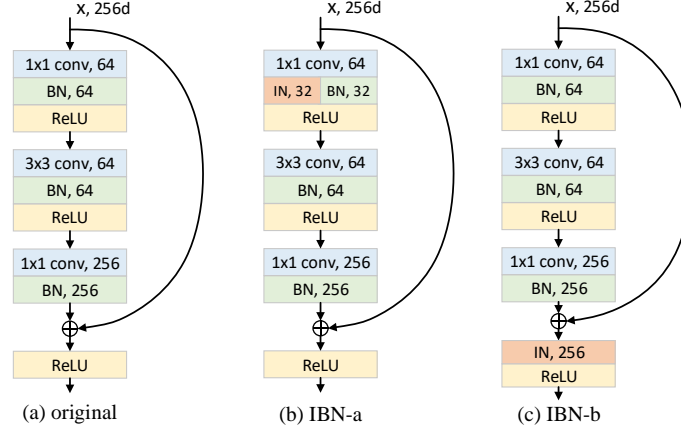 x, 256d
1x1 conv, 64
BN, 64
ReLU
3x3 conv, 64
BN, 64
ReLU
1x1 conv, 256
BN, 256
ReLU
(a) original
x, 256d
1x1 conv, 64
IN, 32 BN, 32
ReLU
3x3 conv, 64
BN, 64
ReLU
1x1 conv, 256
BN, 256
ReLU
(b) IBN-a
x, 256d
1x1 conv, 64
BN, 64
ReLU
3x3 conv, 64
BN, 64
ReLU
1x1 conv, 256
BN, 256
IN, 256
ReLU
(c) IBN-b